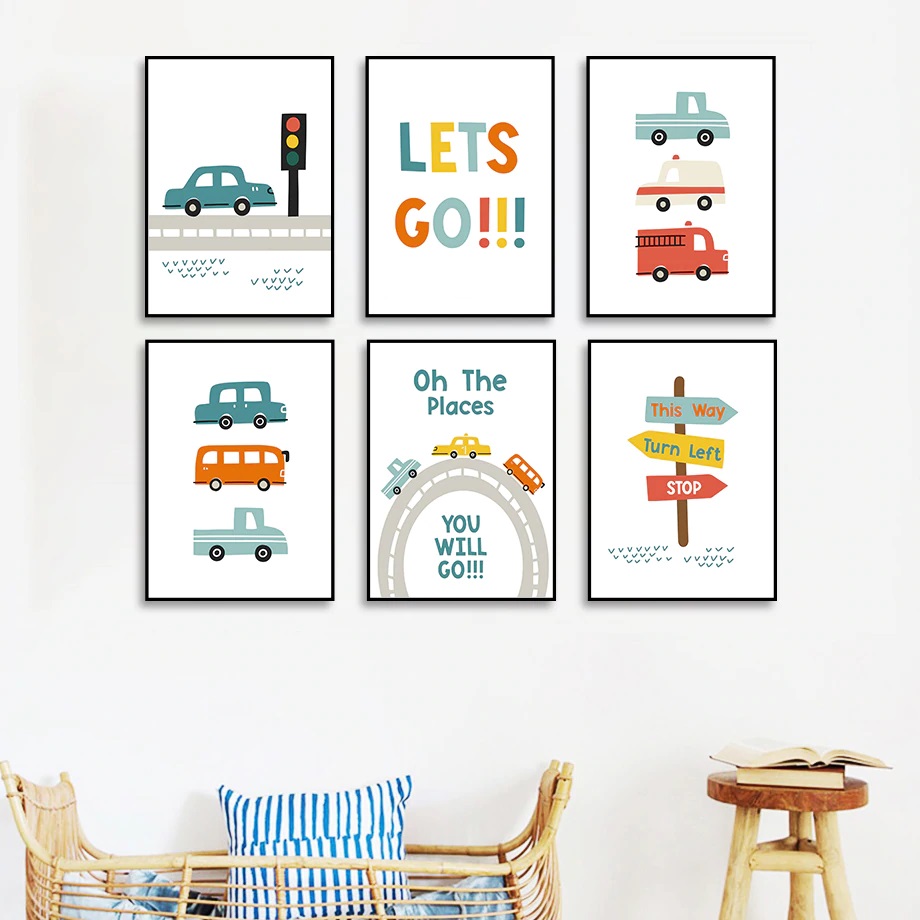 LETS
GO!!!
Oh The
Places
YOU
WILL
GO!!!
This Way
Turn Left
STOP